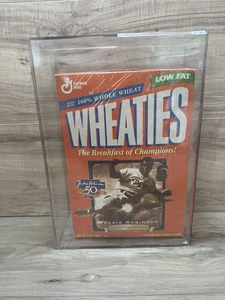 General Mills
LOW FAT
100% WHOLE WHEAT
WHEATIES
The Breakfast of Champions!
50
JACKIE ROBINSON